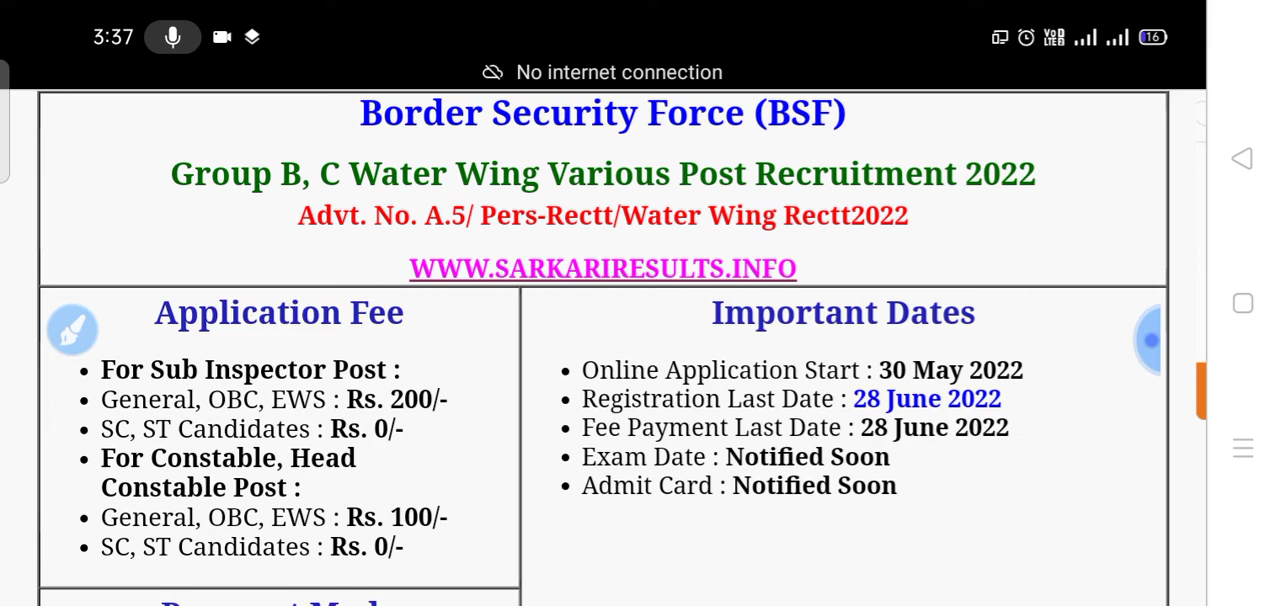 3:37
VoD LTE2
16
No internet connection
Border Security Force (BSF)
Group B, C Water Wing Various Post Recruitment 2022
Advt. No. A.5/ Pers-Rectt/Water Wing Rectt2022
WWW.SARKARIRESULTS.INFO
Application Fee
For Sub Inspector Post :
General, OBC, EWS : Rs. 200/-
SC, ST Candidates : Rs. 0/-
For Constable, Head
Constable Post :
General, OBC, EWS : Rs. 100/-
SC, ST Candidates : Rs. 0/-
Important Dates
Online Application Start : 30 May 2022
Registration Last Date : 28 June 2022
Fee Payment Last Date : 28 June 2022
Exam Date : Notified Soon
Admit Card : Notified Soon